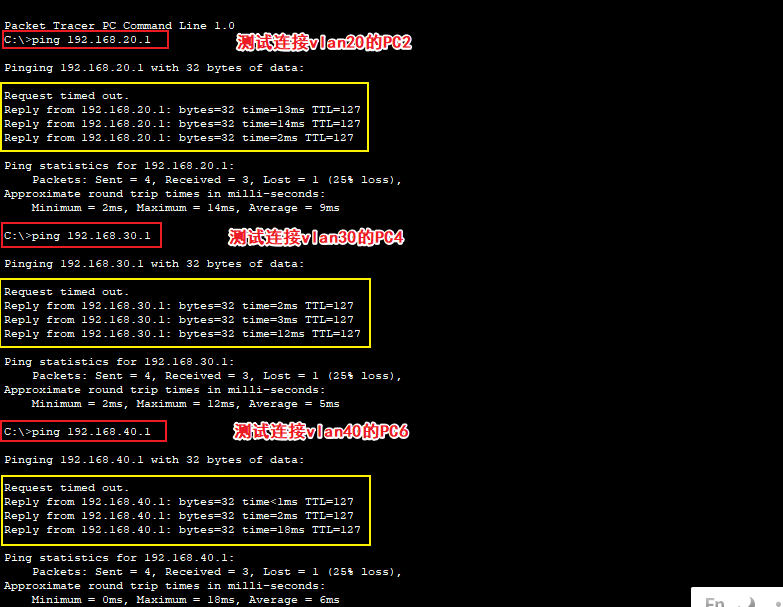 Packet Tracer PC Command Line 1.0
C:\>ping 192.168.20.1
测试连接vlan20的PC2
Pinging 192.168.20.1 with 32 bytes of data:
Request timed out.
Reply from 192.168.20.1: bytes=32 time=13ms TTL=127
Reply from 192.168.20.1: bytes=32 time=14ms TTL=127
Reply from 192.168.20.1: bytes=32 time=2ms TTL=127
Ping statistics for 192.168.20.1:
Packets: Sent = 4, Received = 3, Lost = 1 (25% loss),
Approximate round trip times in milli-seconds:
Minimum = 2ms, Maximum = 14ms, Average = 9ms
C:\>ping 192.168.30.1
测试连接vlan30的PC4
Pinging 192.168.30.1 with 32 bytes of data:
Request timed out.
Reply from 192.168.30.1: bytes=32 time=2ms TTL=127
Reply from 192.168.30.1: bytes=32 time=3ms TTL=127
Reply from 192.168.30.1: bytes=32 time=12ms TTL=127
Ping statistics for 192.168.30.1:
Packets: Sent = 4, Received = 3, Lost = 1 (25% loss),
Approximate round trip times in milli-seconds:
Minimum = 2ms, Maximum = 12ms, Average = 5ms
C:\>ping 192.168.40.1
测试连接vlan40的PC6
Pinging 192.168.40.1 with 32 bytes of data:
Request timed out.
Reply from 192.168.40.1: bytes=32 time<1ms TTL=127
Reply from 192.168.40.1: bytes=32 time=2ms TTL=127
Reply from 192.168.40.1: bytes=32 time=18ms TTL=127
Ping statistics for 192.168.40.1:
Packets: Sent = 4, Received = 3, Lost = 1 (25% loss),
Approximate round trip times in milli-seconds:
Minimum = 0ms, Maximum = 18ms, Average = 6ms
En